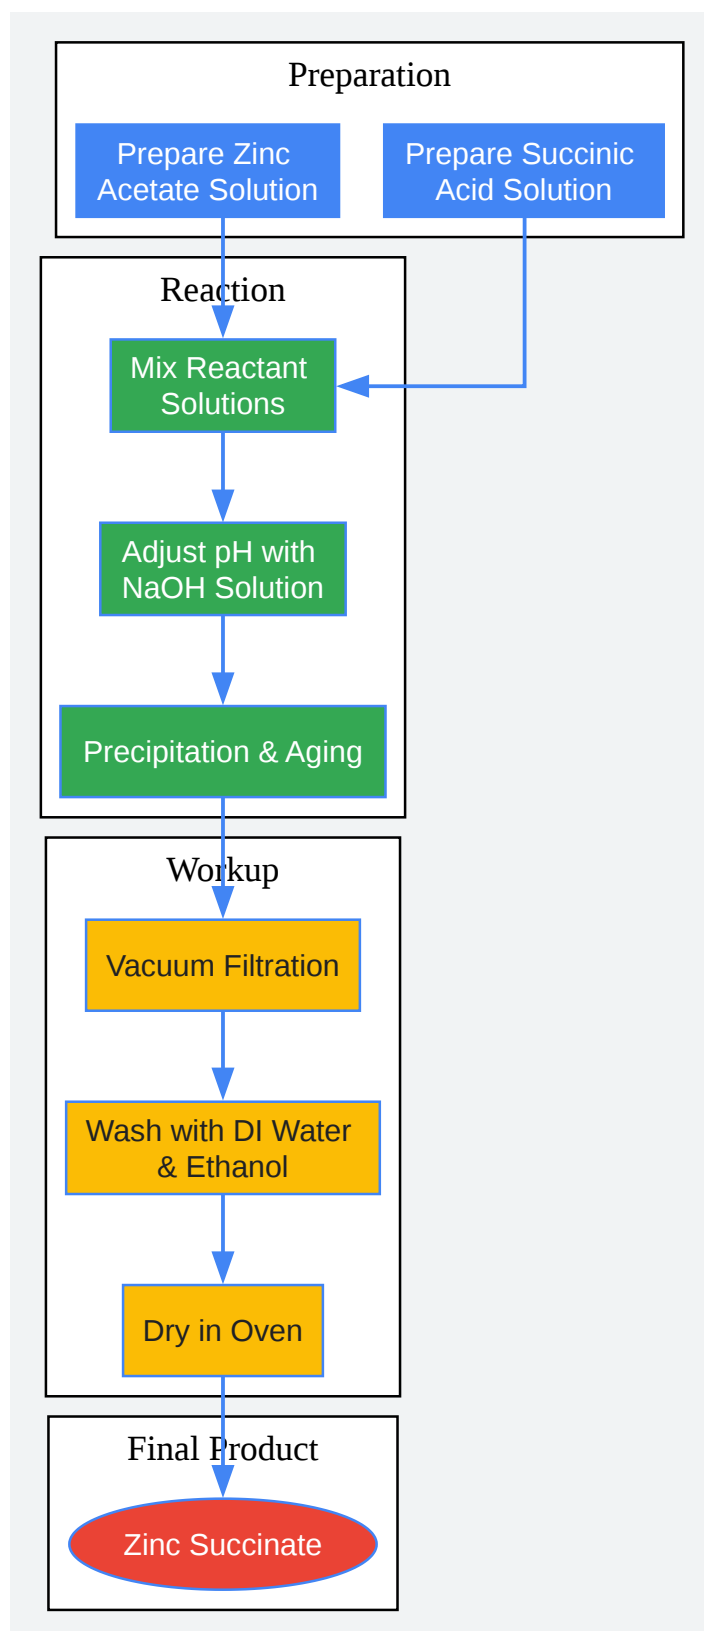 Preparation
Prepare Zinc
Acetate Solution
Prepare Succinic
Acid Solution
Reaction
Mix Reactant
Solutions
Adjust pH with
NaOH Solution
Precipitation & Aging
Workup
Vacuum Filtration
Wash with DI Water
& Ethanol
Dry in Oven
Final Product
Zinc Succinate